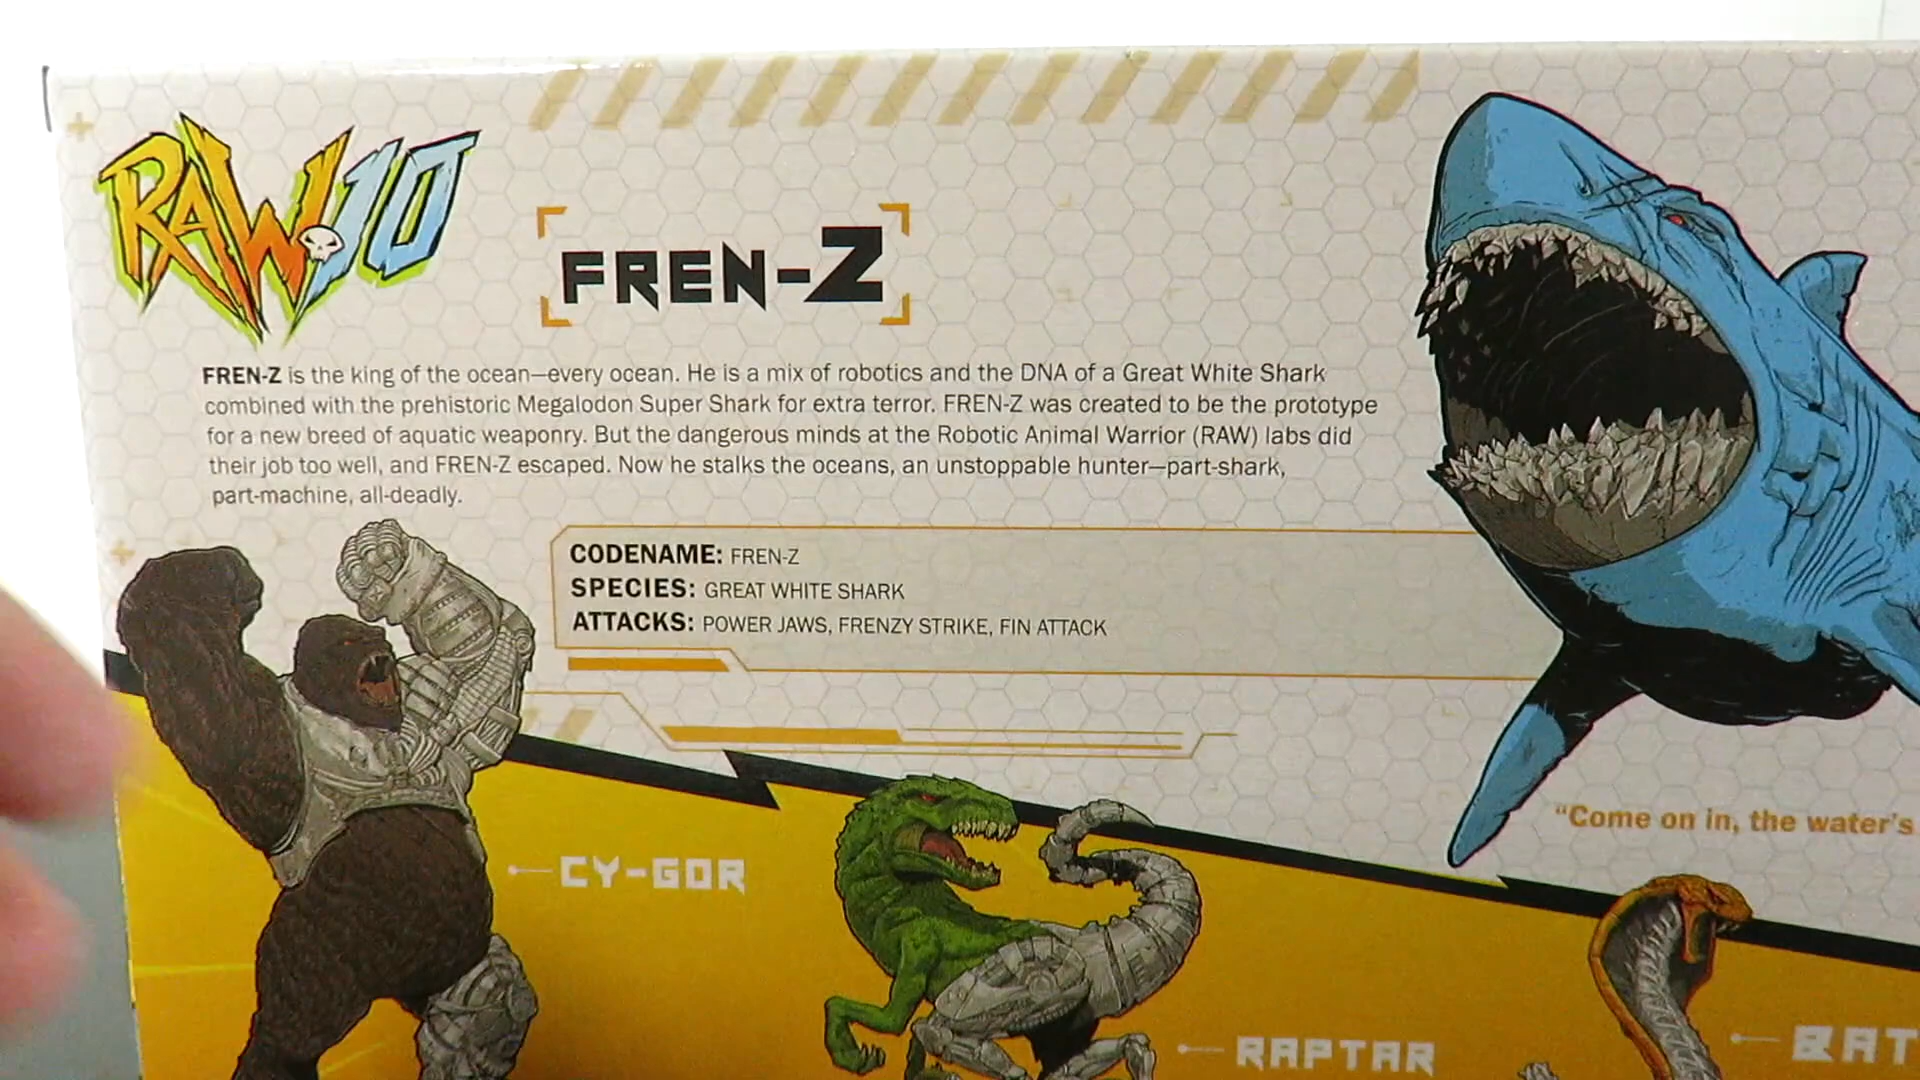 RAW10
FREN-Z
FREN-Z is the king of the ocean—every ocean. He is a mix of robotics and the DNA of a Great White Shark
combined with the prehistoric Megalodon Super Shark for extra terror. FREN-Z was created to be the prototype
for a new breed of aquatic weaponry. But the dangerous minds at the Robotic Animal Warrior (RAW) labs did
their job too well, and FREN-Z escaped. Now he stalks the oceans, an unstoppable hunter—part-shark,
part-machine, all-deadly.
CODENAME: FREN-Z
SPECIES: GREAT WHITE SHARK
ATTACKS: POWER JAWS, FRENZY STRIKE, FIN ATTACK
"Come on in, the water's
CY-GOR
RAPTAR
BAT